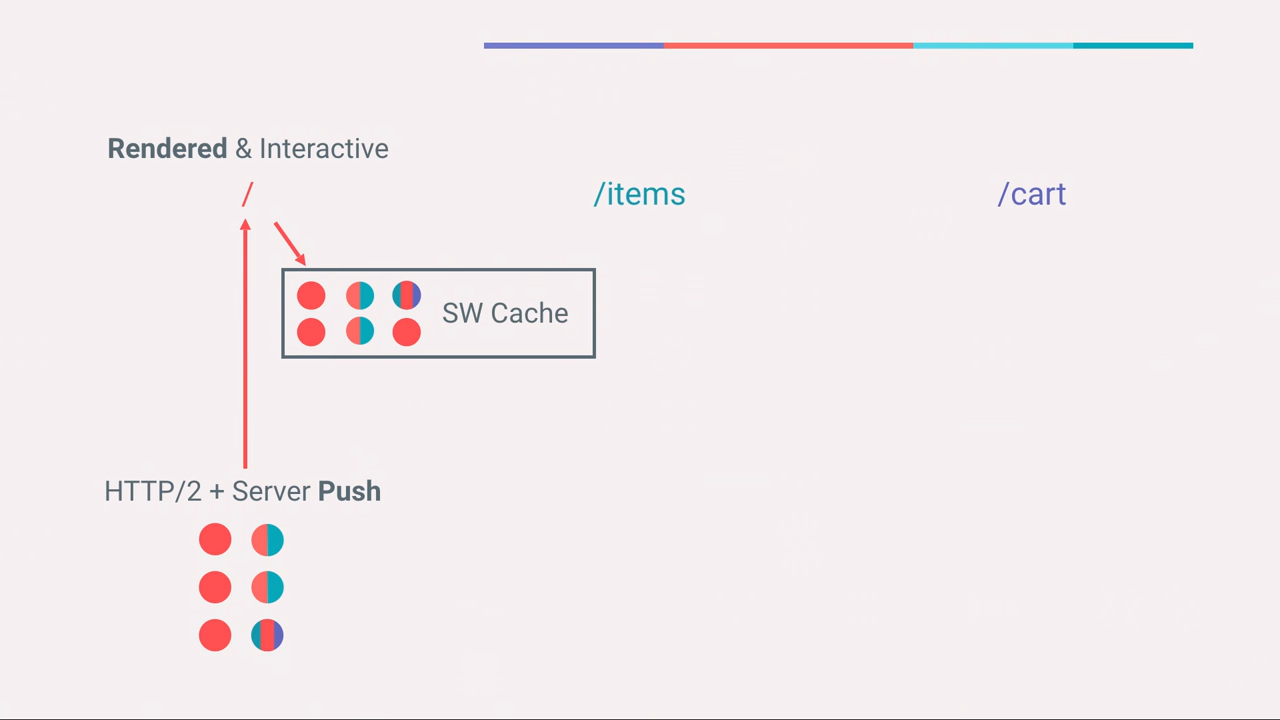 Rendered & Interactive
/
/items
/cart
SW Cache
HTTP/2 + Server Push